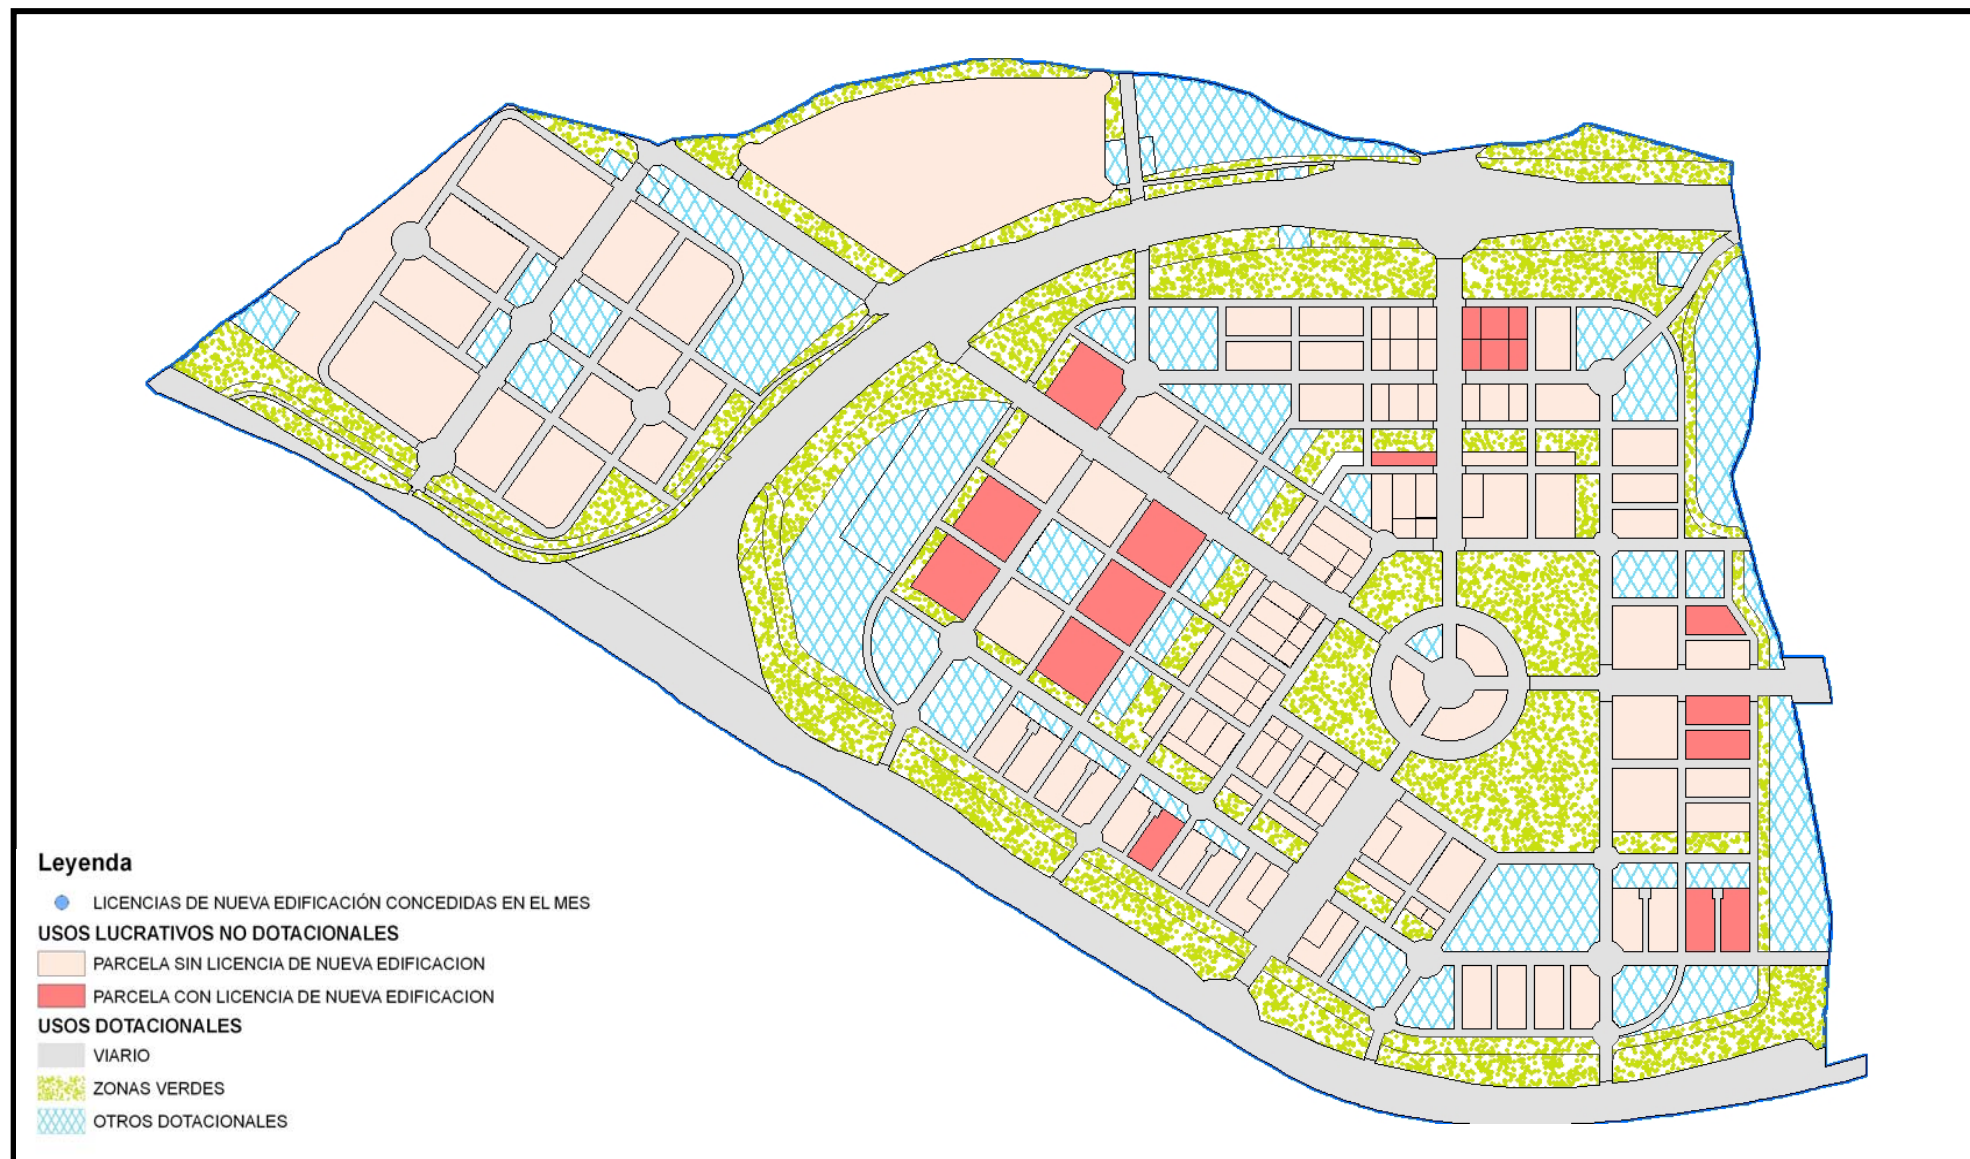 Leyenda
LICENCIAS DE NUEVA EDIFICACIÓN CONCEDIDAS EN EL MES
USOS LUCRATIVOS NO DOTACIONALES
PARCELA SIN LICENCIA DE NUEVA EDIFICACION
PARCELA CON LICENCIA DE NUEVA EDIFICACION
USOS DOTACIONALES
VIARIO
ZONAS VERDES
OTROS DOTACIONALES